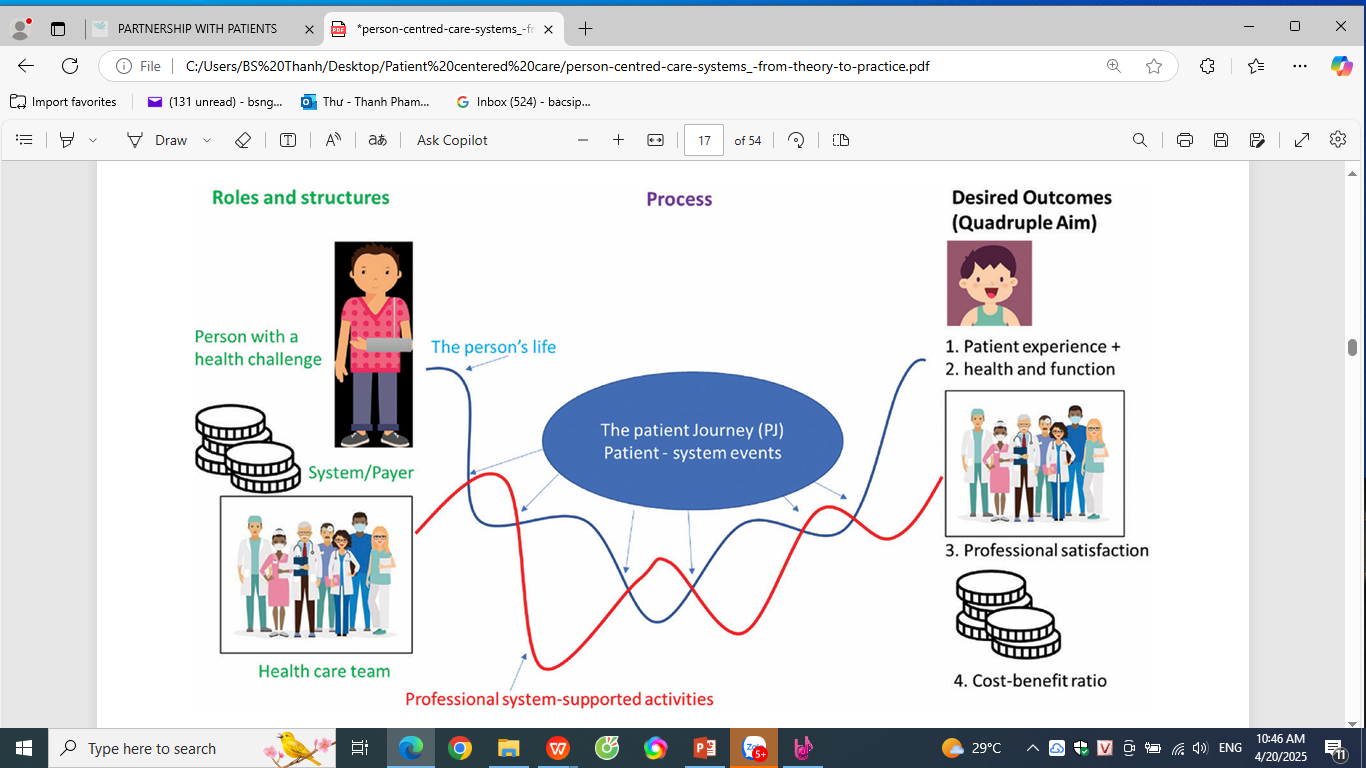 PARTNERSHIP WITH PATIENTS
*person-centred-care-systems_-fr
File
C:/Users/BS%20Thanh/Desktop/Patient%20centered%20care/person-centred-care-systems_-from-theory-to-practice.pdf
Import favorites
(131 unread) - bsng...
Thư - Thanh Pham...
Inbox (524) - bacsip...
Draw
Ask Copilot
17
of 54
Roles and structures
Process
Desired Outcomes
(Quadruple Aim)
Person with a
health challenge
The person's life
1. Patient experience +
2. health and function
The patient Journey (PJ)
Patient - system events
System/Payer
3. Professional satisfaction
Health care team
4. Cost-benefit ratio
Professional system-supported activities
Type here to search
5+
29°C
ENG
10:46 AM
4/20/2025
11